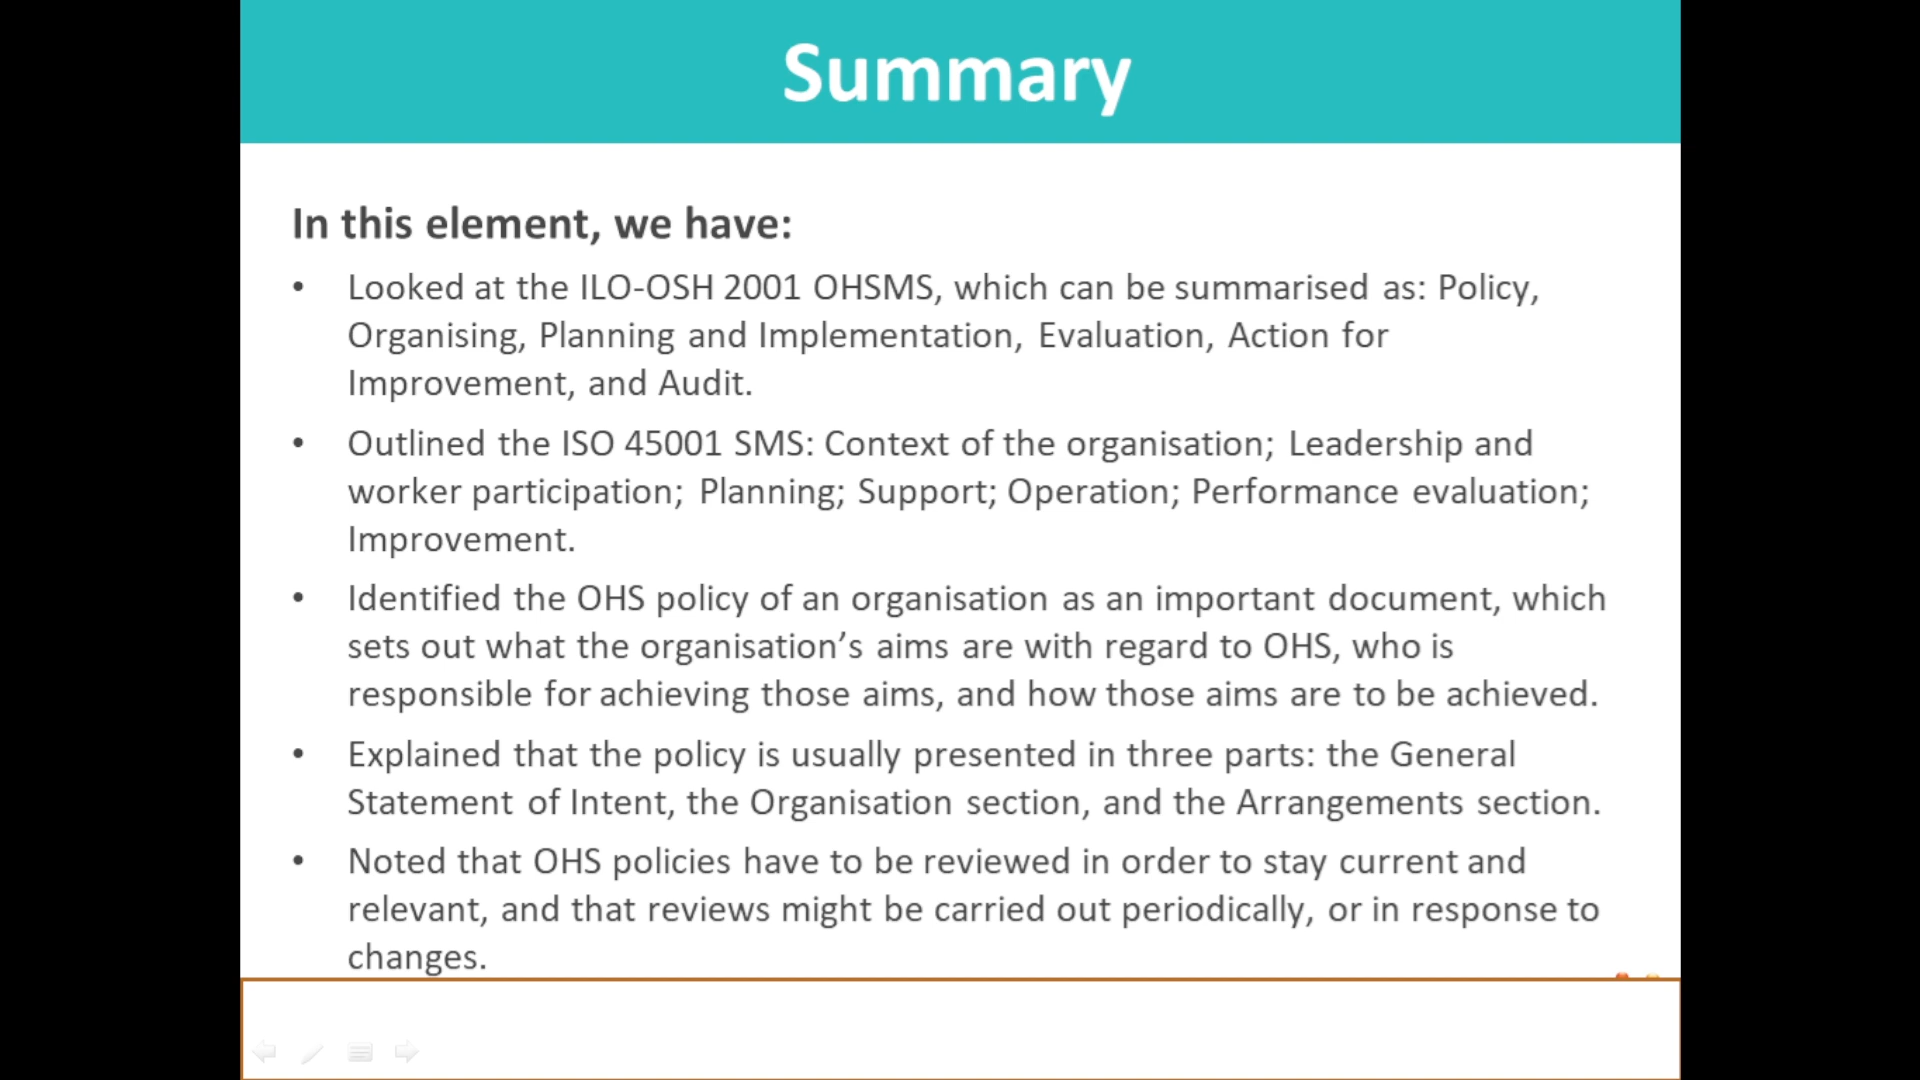 Summary
In this element, we have:
• Looked at the ILO-OSH 2001 OHSMS, which can be summarised as: Policy,
Organising, Planning and Implementation, Evaluation, Action for
Improvement, and Audit.
• Outlined the ISO 45001 SMS: Context of the organisation; Leadership and
worker participation; Planning; Support; Operation; Performance evaluation;
Improvement.
• Identified the OHS policy of an organisation as an important document, which
sets out what the organisation’s aims are with regard to OHS, who is
responsible for achieving those aims, and how those aims are to be achieved.
• Explained that the policy is usually presented in three parts: the General
Statement of Intent, the Organisation section, and the Arrangements section.
• Noted that OHS policies have to be reviewed in order to stay current and
relevant, and that reviews might be carried out periodically, or in response to
changes.